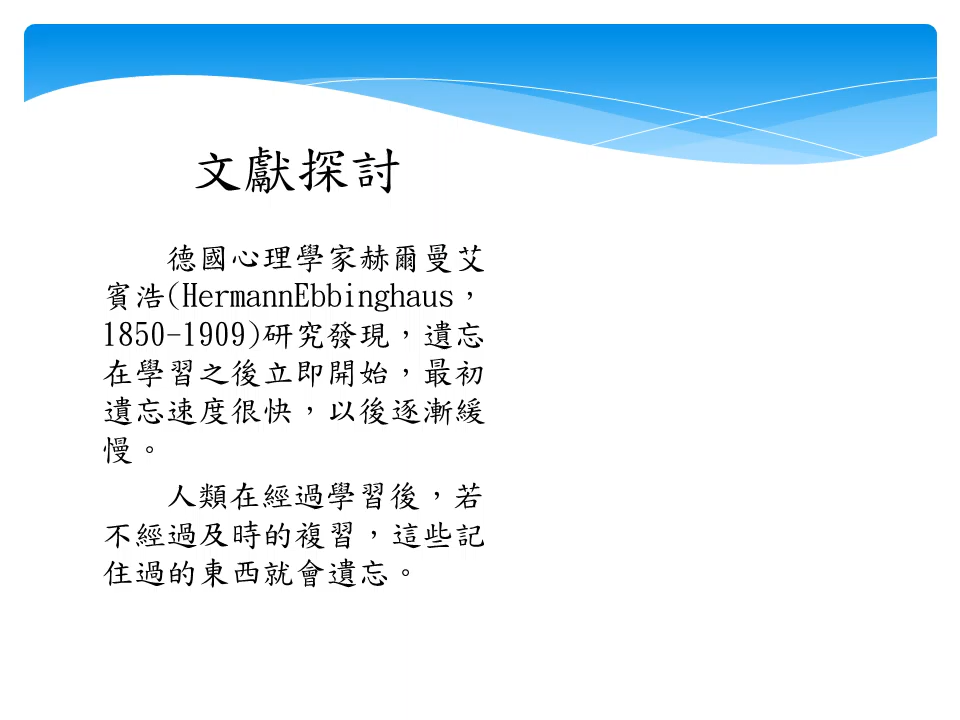 文獻探討
德國心理學家赫爾曼艾
賓浩(HermannEbbinghaus，
1850-1909)研究發現，遺忘
在學習之後立即開始，最初
遺忘速度很快，以後逐漸緩
慢。
人類在經過學習後，若
不經過及時的複習，這些記
住過的東西就會遺忘。